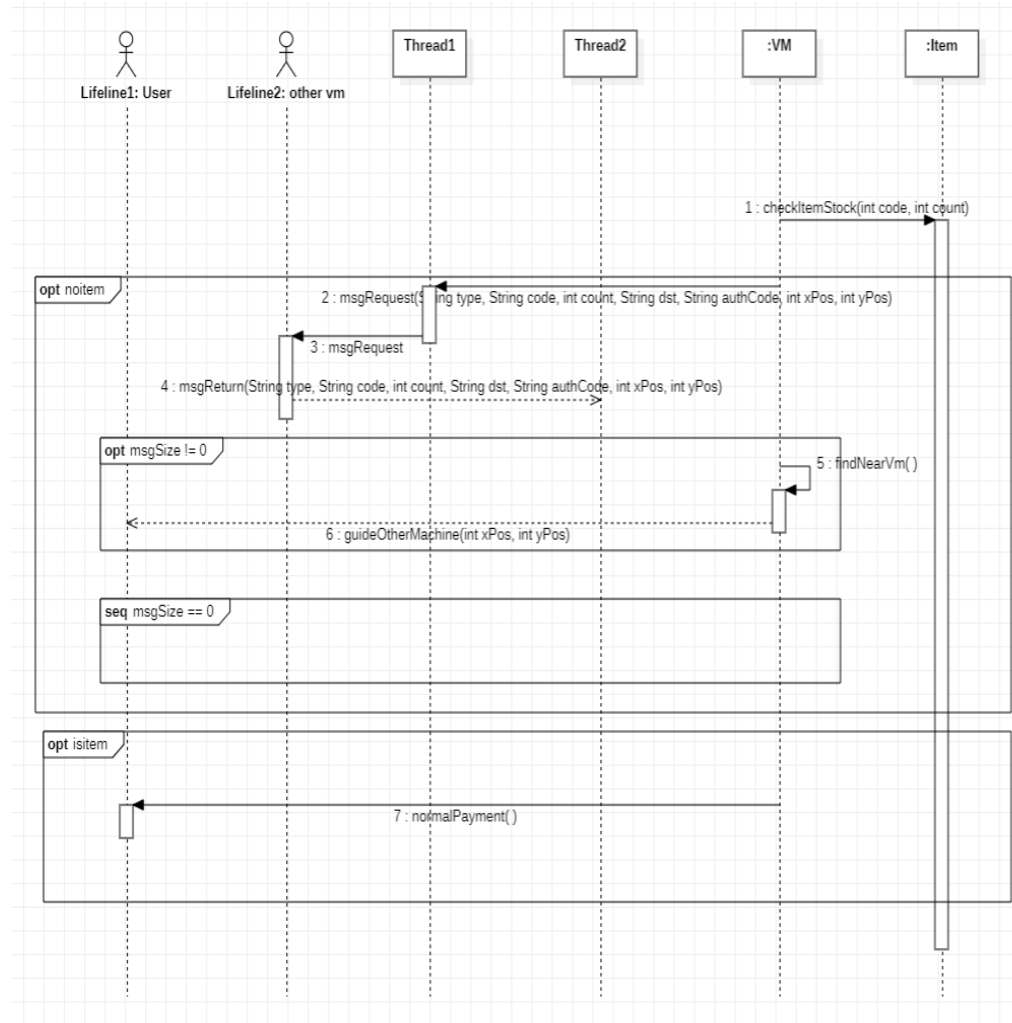 Lifeline1: User
Lifeline2: other vm
Thread1
Thread2
:VM
:Item
1 : checkItemStock(int code, int count)
opt noitem
2 : msgRequest(String type, String code, int count, String dst, String authCode, int xPos, int yPos)
3 : msgRequest
4 : msgReturn(String type, String code, int count, String dst, String authCode, int xPos, int yPos)
opt msgSize != 0
5 : findNearVm( )
6 : guideOtherMachine(int xPos, int yPos)
seq msgSize == 0
opt isitem
7 : normalPayment( )